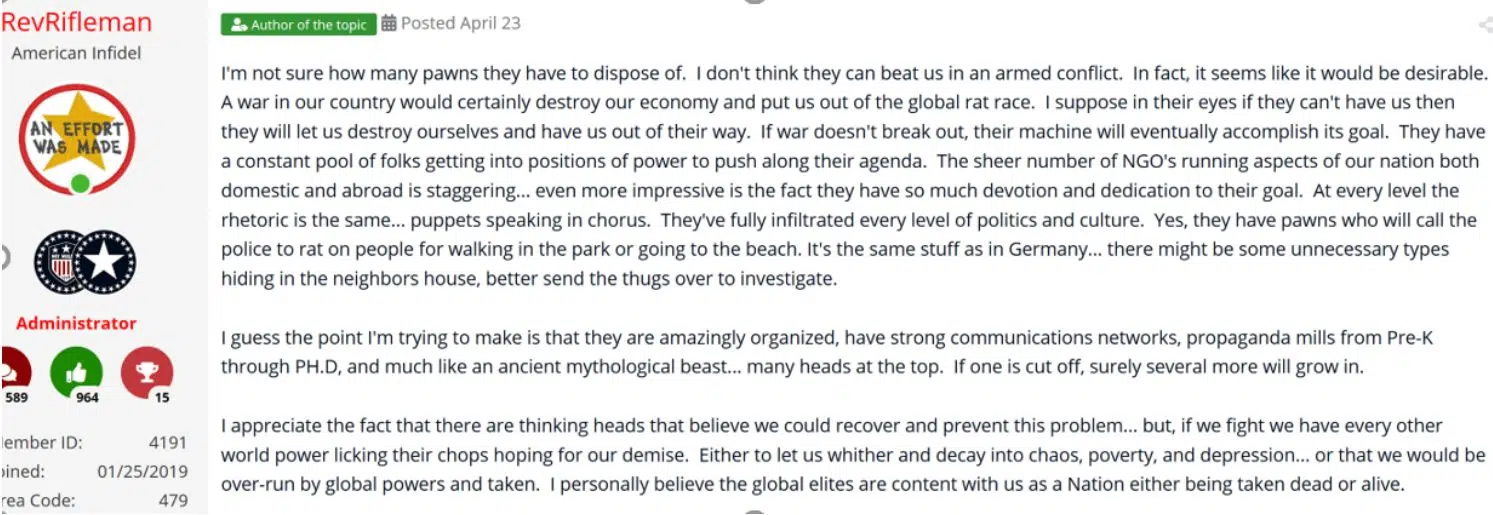 RevRifleman
American Infidel
AN EFFORT
WAS MADE
Administrator
589
964
15
ember ID: 4191
ined: 01/25/2019
rea Code: 479
Author of the topic Posted April 23
I'm not sure how many pawns they have to dispose of. I don't think they can beat us in an armed conflict. In fact, it seems like it would be desirable.
A war in our country would certainly destroy our economy and put us out of the global rat race. I suppose in their eyes if they can't have us then
they will let us destroy ourselves and have us out of their way. If war doesn't break out, their machine will eventually accomplish its goal. They have
a constant pool of folks getting into positions of power to push along their agenda. The sheer number of NGO's running aspects of our nation both
domestic and abroad is staggering... even more impressive is the fact they have so much devotion and dedication to their goal. At every level the
rhetoric is the same... puppets speaking in chorus. They've fully infiltrated every level of politics and culture. Yes, they have pawns who will call the
police to rat on people for walking in the park or going to the beach. It's the same stuff as in Germany... there might be some unnecessary types
hiding in the neighbors house, better send the thugs over to investigate.
I guess the point I'm trying to make is that they are amazingly organized, have strong communications networks, propaganda mills from Pre-K
through PH.D, and much like an ancient mythological beast... many heads at the top. If one is cut off, surely several more will grow in.
I appreciate the fact that there are thinking heads that believe we could recover and prevent this problem... but, if we fight we have every other
world power licking their chops hoping for our demise. Either to let us whither and decay into chaos, poverty, and depression... or that we would be
over-run by global powers and taken. I personally believe the global elites are content with us as a Nation either being taken dead or alive.